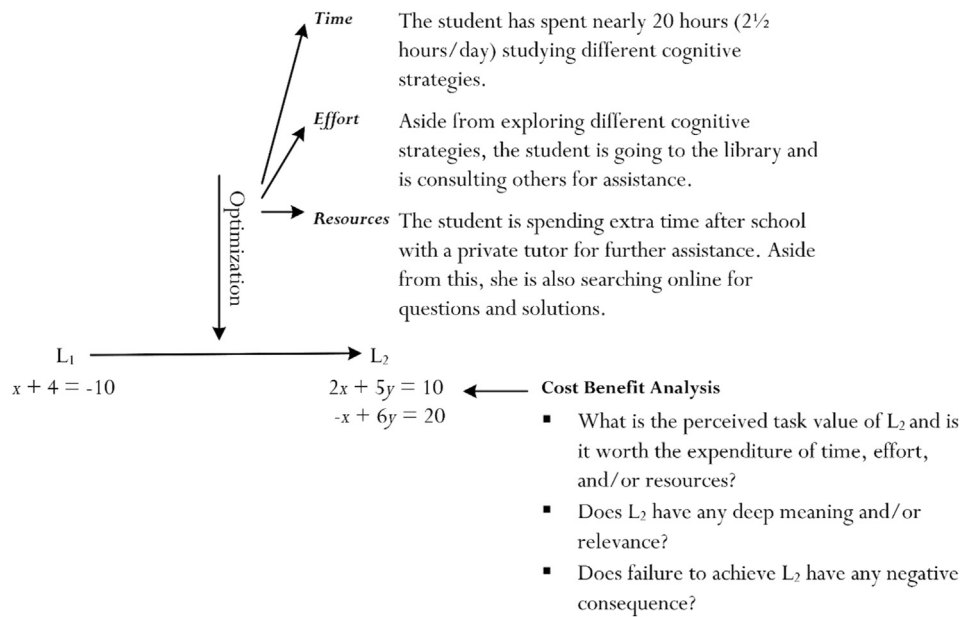 Time
The student has spent nearly 20 hours (2½
hours/day) studying different cognitive
strategies.
Effort
Aside from exploring different cognitive
strategies, the student is going to the library and
is consulting others for assistance.
Optimization
Resources
The student is spending extra time after school
with a private tutor for further assistance. Aside
from this, she is also searching online for
questions and solutions.
L₁
L₂
x + 4 = -10
2x + 5y = 10
-x + 6y = 20
Cost Benefit Analysis
▪ What is the perceived task value of L₂ and is
it worth the expenditure of time, effort,
and/or resources?
▪ Does L₂ have any deep meaning and/or
relevance?
▪ Does failure to achieve L₂ have any negative
consequence?